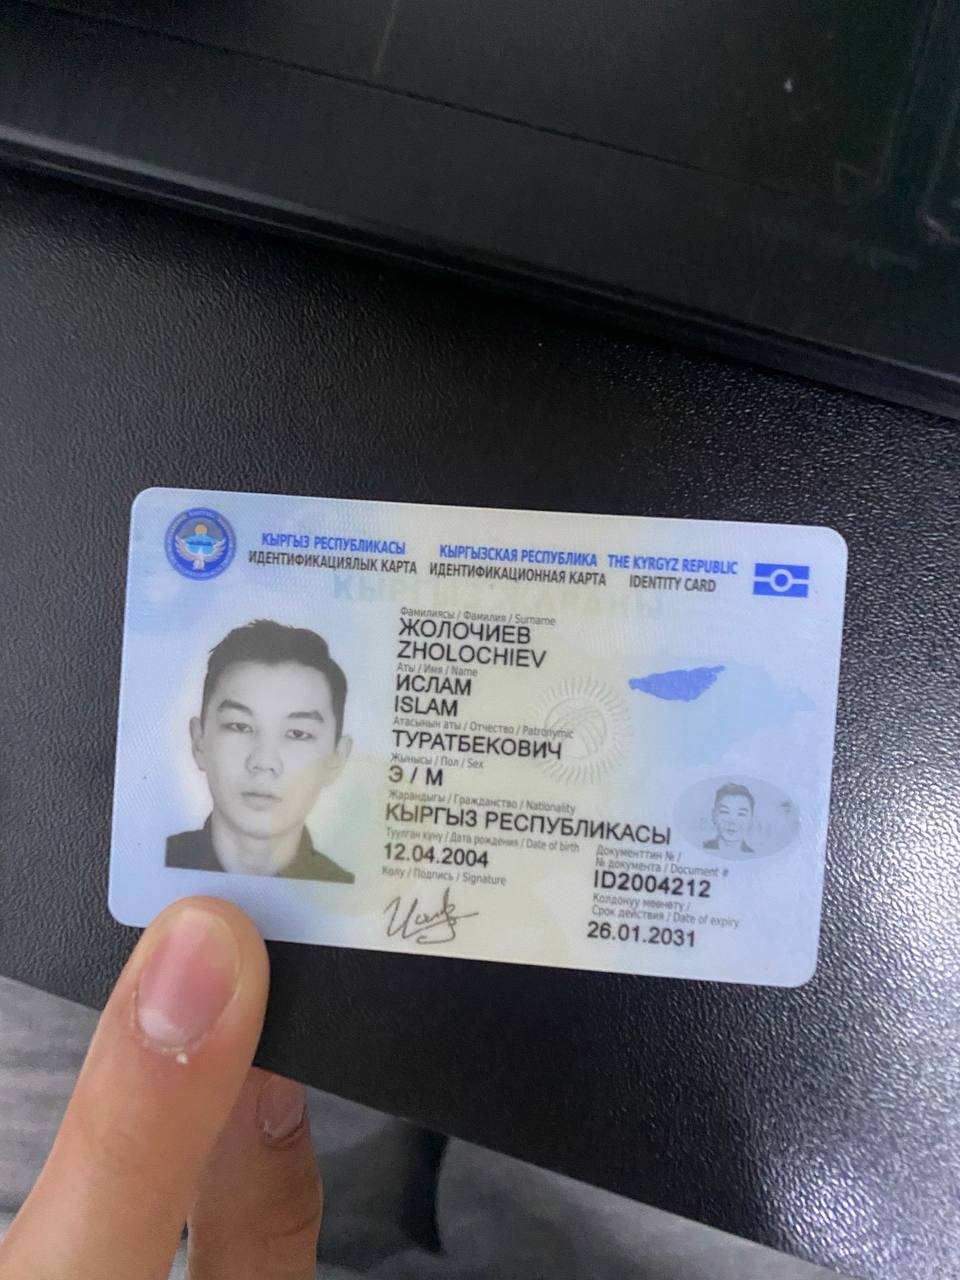 КЫРГЫЗ РЕСПУБЛИКАСЫ КЫРГЫЗСКАЯ РЕСПУБЛИКА THE KYRGYZ REPUBLIC
ИДЕНТИФИКАЦИЯЛЫК КАРТА ИДЕНТИФИКАЦИОННАЯ КАРТА IDENTITY CARD
КЫРГЫЗ ЖАРАНЫ
Фамилиясы / Фамилия / Surname
ЖОЛОЧИЕВ
ZHOLOCHIEV
Аты / Имя / Name
ИСЛАМ
ISLAM
Атасынын аты / Отчество / Patronymic
ТУРАТБЕКОВИЧ
Жынысы / Пол / Sex
Э / М
Жарандыгы / Гражданство / Nationality
КЫРГЫЗ РЕСПУБЛИКАСЫ
Туулган күнү / Дата рождения / Date of birth
12.04.2004
Колу / Подпись / Signature
Документтин № /
№ документа / Document #
ID2004212
Колдонуу мөөнөтү /
Срок действия / Date of expiry
26.01.2031